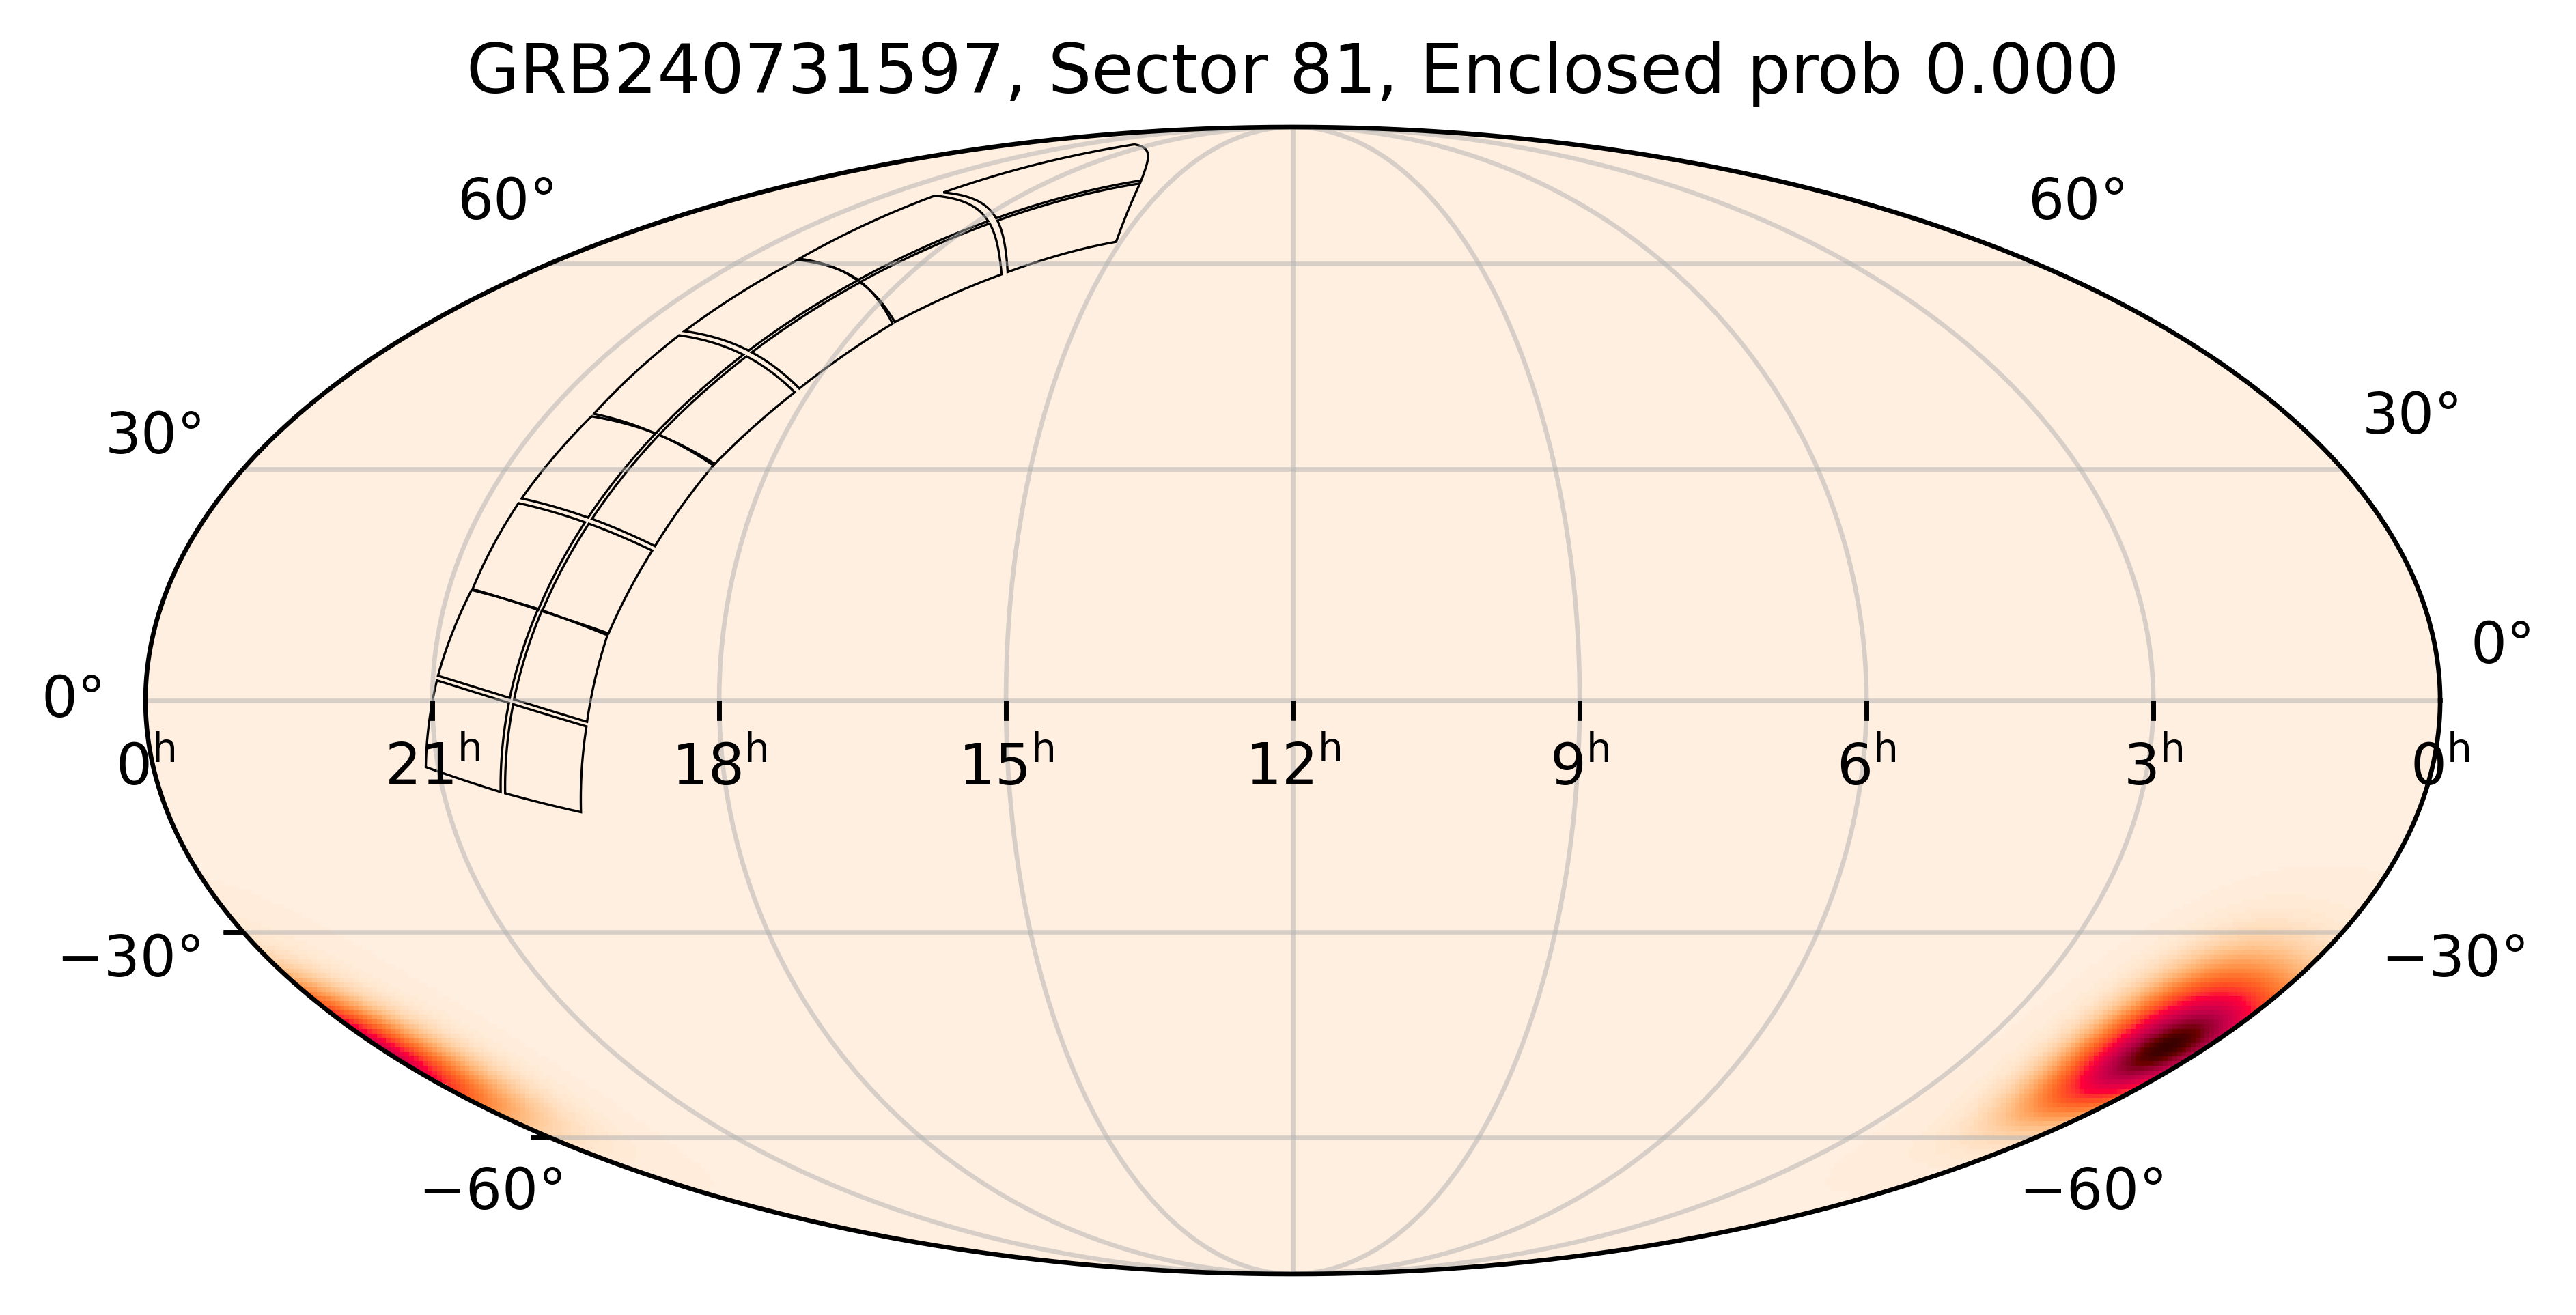 GRB240731597, Sector 81, Enclosed prob 0.000
60° 60°
30° 30°
0° 0°
0ʰ 21ʰ 18ʰ 15ʰ 12ʰ 9ʰ 6ʰ 3ʰ 0ʰ
−30° −30°
−60° −60°